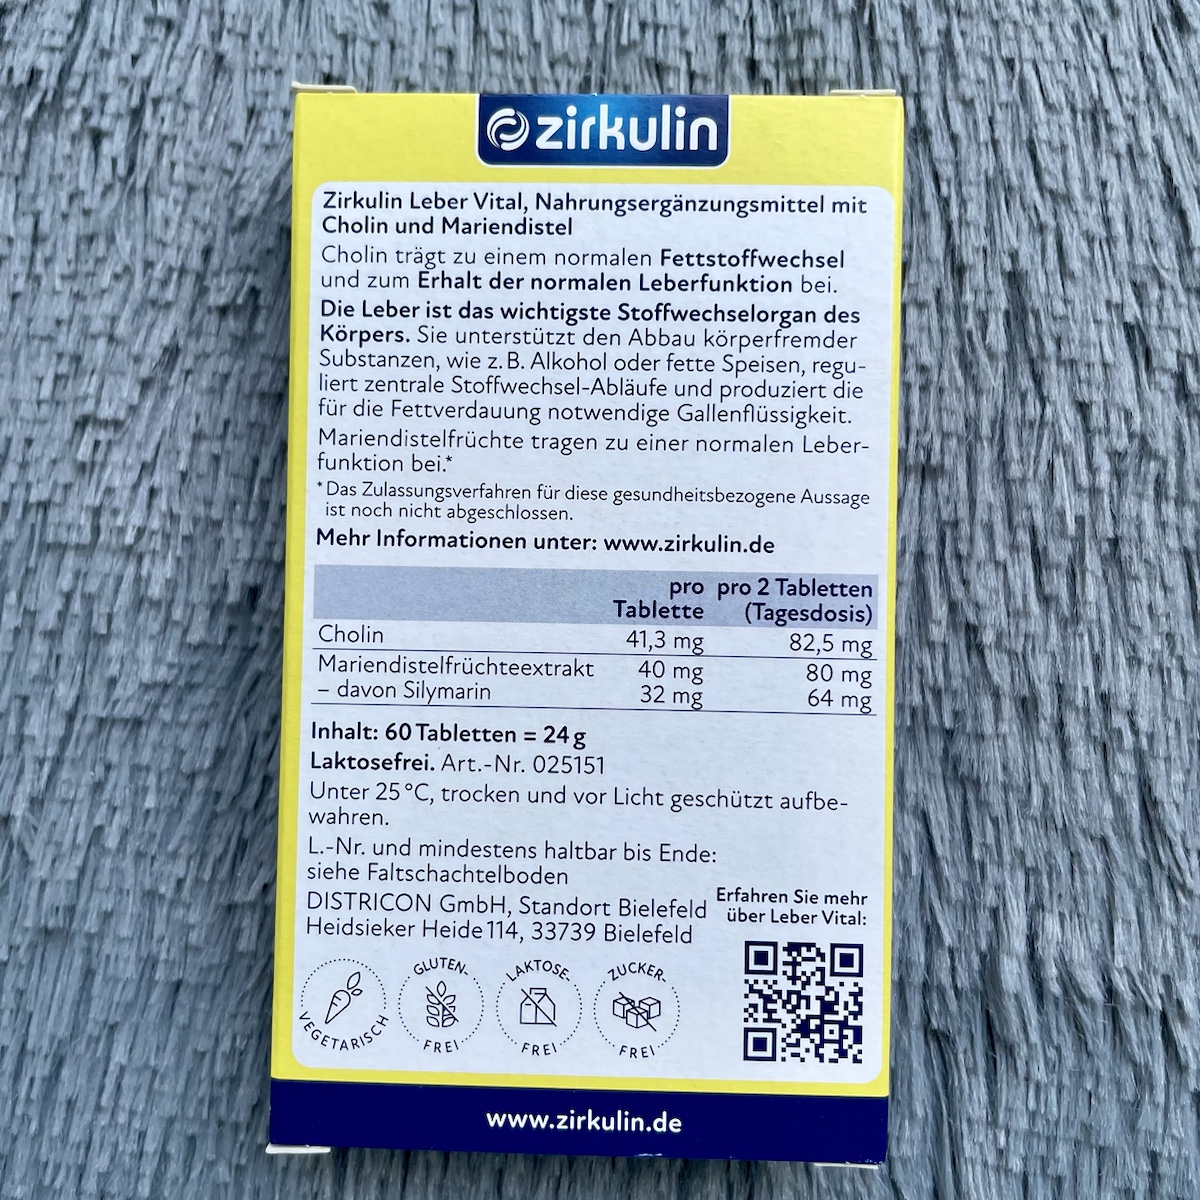 zirkulin
Zirkulin Leber Vital, Nahrungsergänzungsmittel mit
Cholin und Mariendistel
Cholin trägt zu einem normalen Fettstoffwechsel
und zum Erhalt der normalen Leberfunktion bei.
Die Leber ist das wichtigste Stoffwechselorgan des
Körpers. Sie unterstützt den Abbau körperfremder
Substanzen, wie z. B. Alkohol oder fette Speisen, regu-
liert zentrale Stoffwechsel-Abläufe und produziert die
für die Fettverdauung notwendige Gallenflüssigkeit.
Mariendistelfrüchte tragen zu einer normalen Leber-
funktion bei.*
* Das Zulassungsverfahren für diese gesundheitsbezogene Aussage
ist noch nicht abgeschlossen.
Mehr Informationen unter: www.zirkulin.de
pro pro 2 Tabletten
Tablette (Tagesdosis)
Cholin 41,3 mg 82,5 mg
Mariendistelfrüchteextrakt 40 mg 80 mg
– davon Silymarin 32 mg 64 mg
Inhalt: 60 Tabletten = 24 g
Laktosefrei. Art.-Nr. 025151
Unter 25 °C, trocken und vor Licht geschützt aufbe-
wahren.
L.-Nr. und mindestens haltbar bis Ende:
siehe Faltschachtelboden
DISTRICON GmbH, Standort Bielefeld
Heidsieker Heide 114, 33739 Bielefeld
Erfahren Sie mehr
über Leber Vital:
VEGETARISCH
GLUTEN-
FREI
LAKTOSE-
FREI
ZUCKER-
FREI
www.zirkulin.de